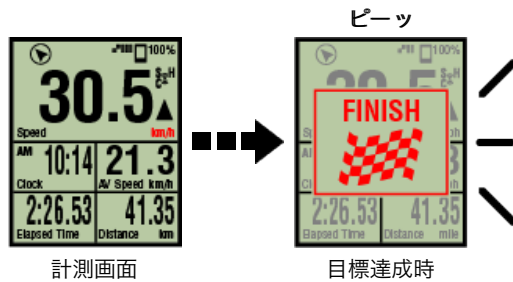 ピーッ
100%
30.5
S H C
Speed km/h
AM 10:14 21.3
Clock AV Speed km/h
2:26.53 41.35
Elapsed Time Distance km
計測画面
100%
FINISH
2:26.53 41.35
Elapsed Time Distance mile
目標達成時